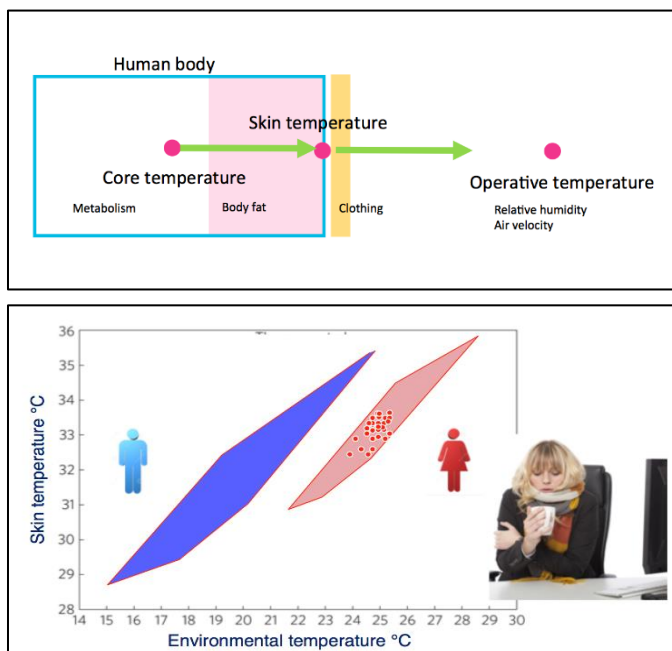 Human body
Skin temperature
Core temperature
Operative temperature
Metabolism
Body fat
Clothing
Relative humidity
Air velocity
36
35
34
33
32
31
30
29
28
14 15 16 17 18 19 20 21 22 23 24 25 26 27 28 29 30
Skin temperature °C
Environmental temperature °C